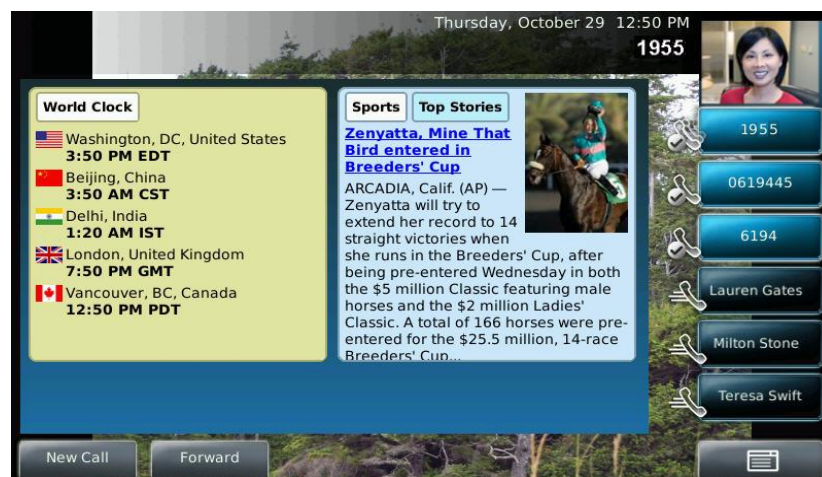 Thursday, October 29 12:50 PM
1955
World Clock
Washington, DC, United States
3:50 PM EDT
Beijing, China
3:50 AM CST
Delhi, India
1:20 AM IST
London, United Kingdom
7:50 PM GMT
Vancouver, BC, Canada
12:50 PM PDT
Sports
Top Stories
Zenyatta, Mine That
Bird entered in
Breeders' Cup
ARCADIA, Calif. (AP) —
Zenyatta will try to
extend her record to 14
straight victories when
she runs in the Breeders' Cup, after
being pre-entered Wednesday in both
the $5 million Classic featuring male
horses and the $2 million Ladies'
Classic. A total of 166 horses were pre-
entered for the $25.5 million, 14-race
Breeders' Cup...
1955
0619445
6194
Lauren Gates
Milton Stone
Teresa Swift
New Call
Forward